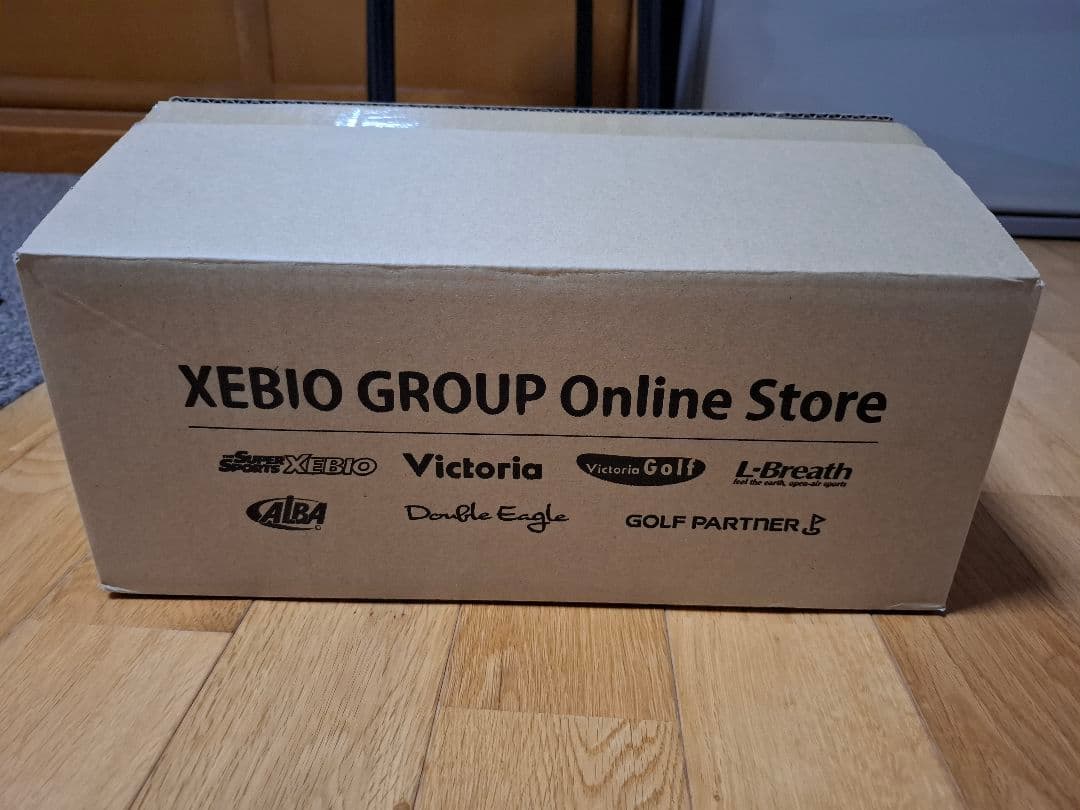 XEBIO GROUP Online Store
SUPER SPORTS XEBIO Victoria Victoria Golf L-Breath
feel the earth, open-air sports
ALBA Double Eagle GOLF PARTNER